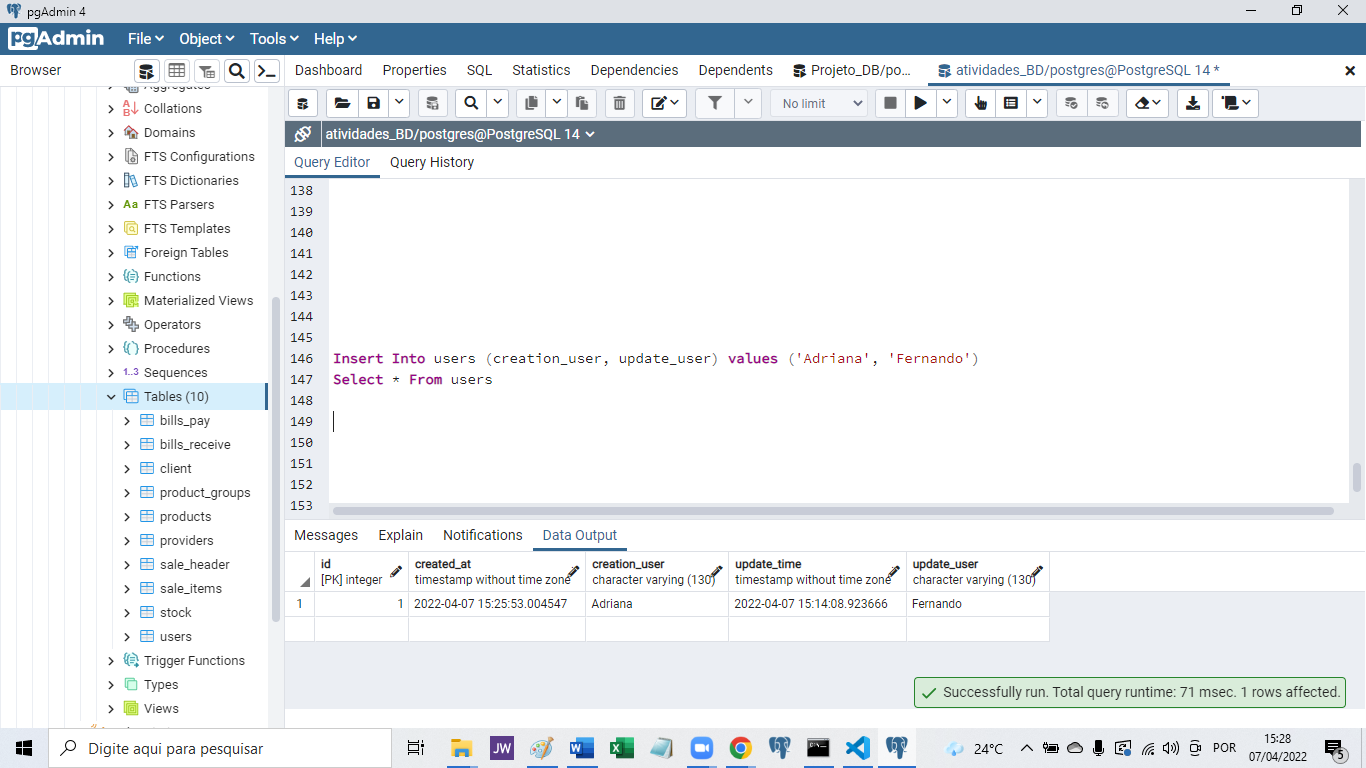 pgAdmin 4
pgAdmin File Object Tools Help
Browser
Dashboard Properties SQL Statistics Dependencies Dependents Projeto_DB/po... atividades_BD/postgres@PostgreSQL 14 *
No limit
atividades_BD/postgres@PostgreSQL 14
Query Editor Query History
Aggregates
Collations
Domains
FTS Configurations
FTS Dictionaries
Aa FTS Parsers
FTS Templates
Foreign Tables
Functions
Materialized Views
Operators
Procedures
1..3 Sequences
Tables (10)
bills_pay
bills_receive
client
product_groups
products
providers
sale_header
sale_items
stock
users
Trigger Functions
Types
Views
138
139
140
141
142
143
144
145
146 Insert Into users (creation_user, update_user) values ('Adriana', 'Fernando')
147 Select * From users
148
149
150
151
152
153
Messages Explain Notifications Data Output
id created_at creation_user update_time update_user
[PK] integer timestamp without time zone character varying (130) timestamp without time zone character varying (130)
1 1 2022-04-07 15:25:53.004547 Adriana 2022-04-07 15:14:08.923666 Fernando
Successfully run. Total query runtime: 71 msec. 1 rows affected.
Digite aqui para pesquisar JW 24°C POR 15:28
07/04/2022 5